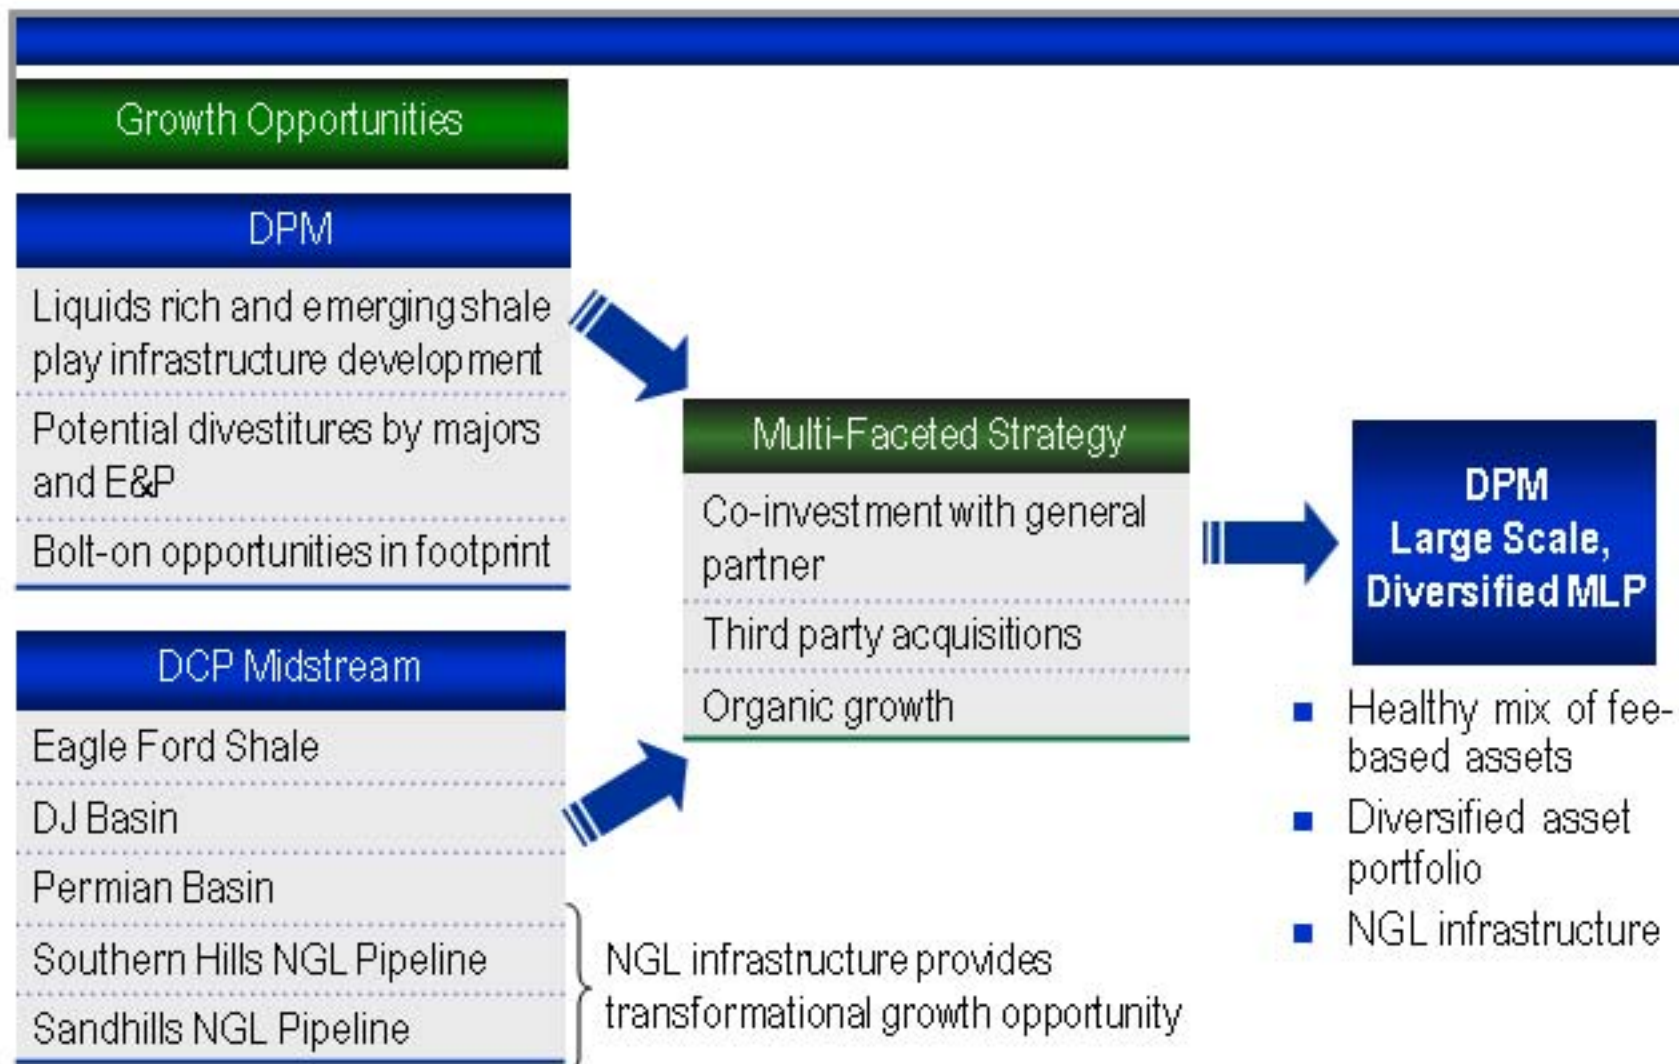 Growth Opportunities
DPM
Liquids rich and emerging shale
play infrastructure development
Potential divestitures by majors
and E&P
Bolt-on opportunities in footprint
DCP Midstream
Eagle Ford Shale
DJ Basin
Permian Basin
Southern Hills NGL Pipeline
Sandhills NGL Pipeline
NGL infrastructure provides
transformational growth opportunity
Multi-Faceted Strategy
Co-investment with general
partner
Third party acquisitions
Organic growth
DPM
Large Scale,
Diversified MLP
■ Healthy mix of fee-
based assets
■ Diversified asset
portfolio
■ NGL infrastructure